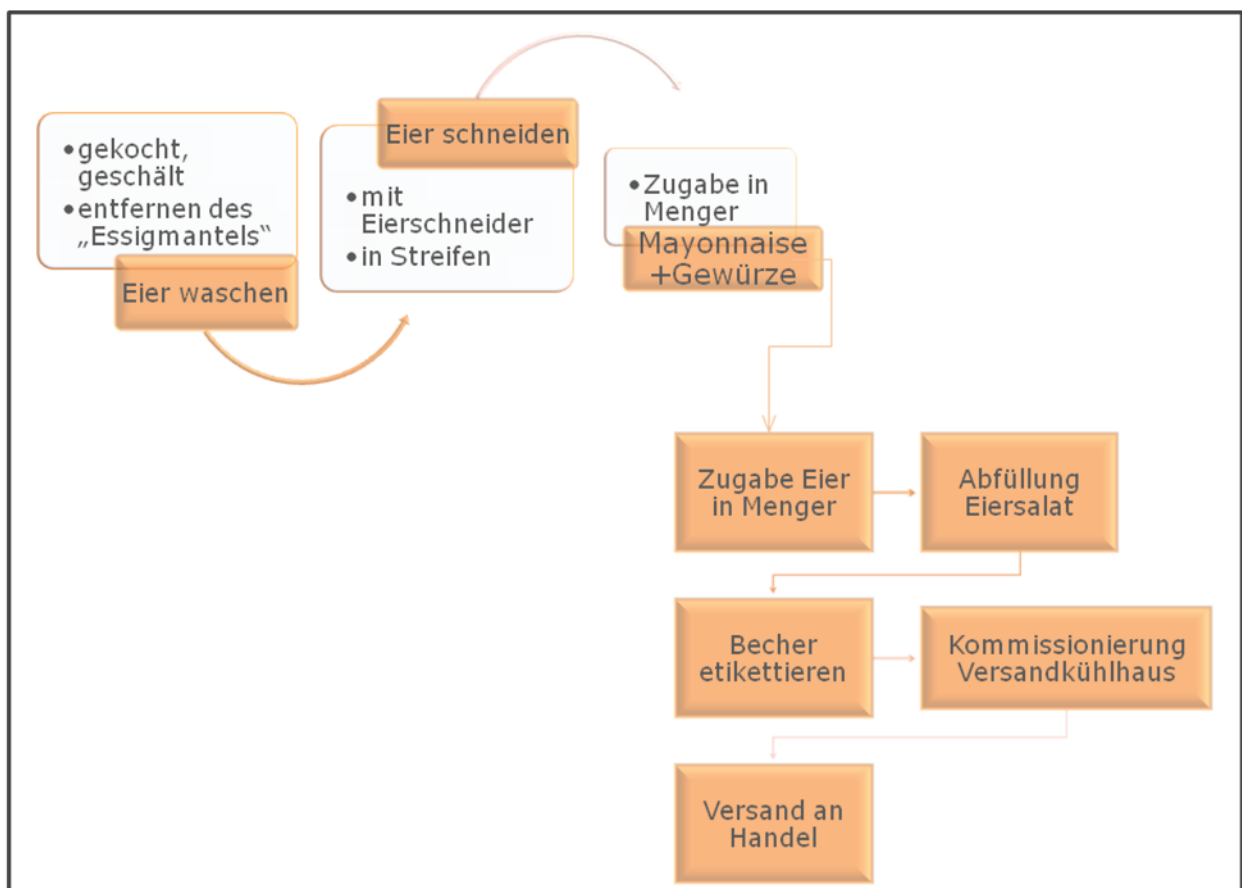 •gekocht,
geschält
•entfernen des
„Essigmantels“
Eier waschen
Eier schneiden
•mit
Eierschneider
•in Streifen
•Zugabe in
Menger
Mayonnaise
+Gewürze
Zugabe Eier
in Menger
Abfüllung
Eiersalat
Becher
etikettieren
Kommissionierung
Versandkühlhaus
Versand an
Handel